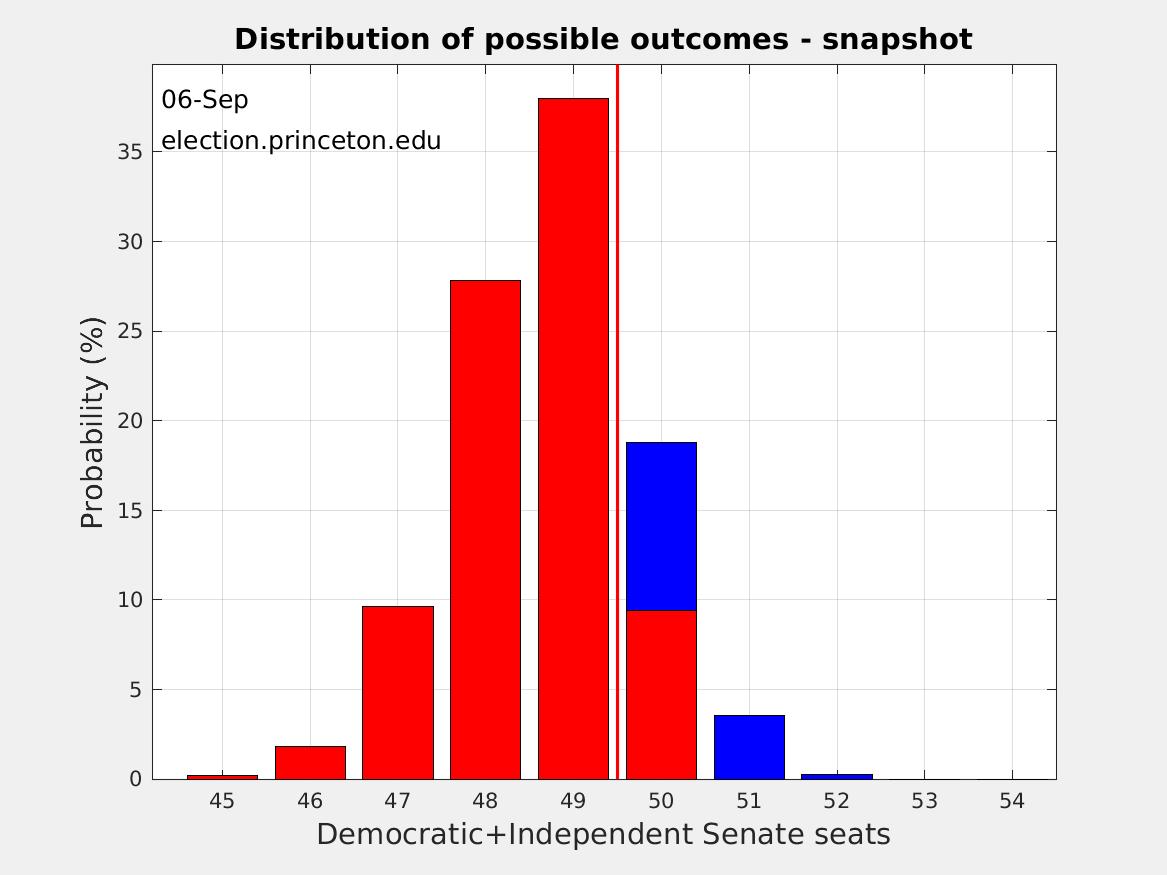 Distribution of possible outcomes - snapshot
06-Sep
election.princeton.edu
35
30
25
20
15
10
5
0
Probability (%)
45 46 47 48 49 50 51 52 53 54
Democratic+Independent Senate seats